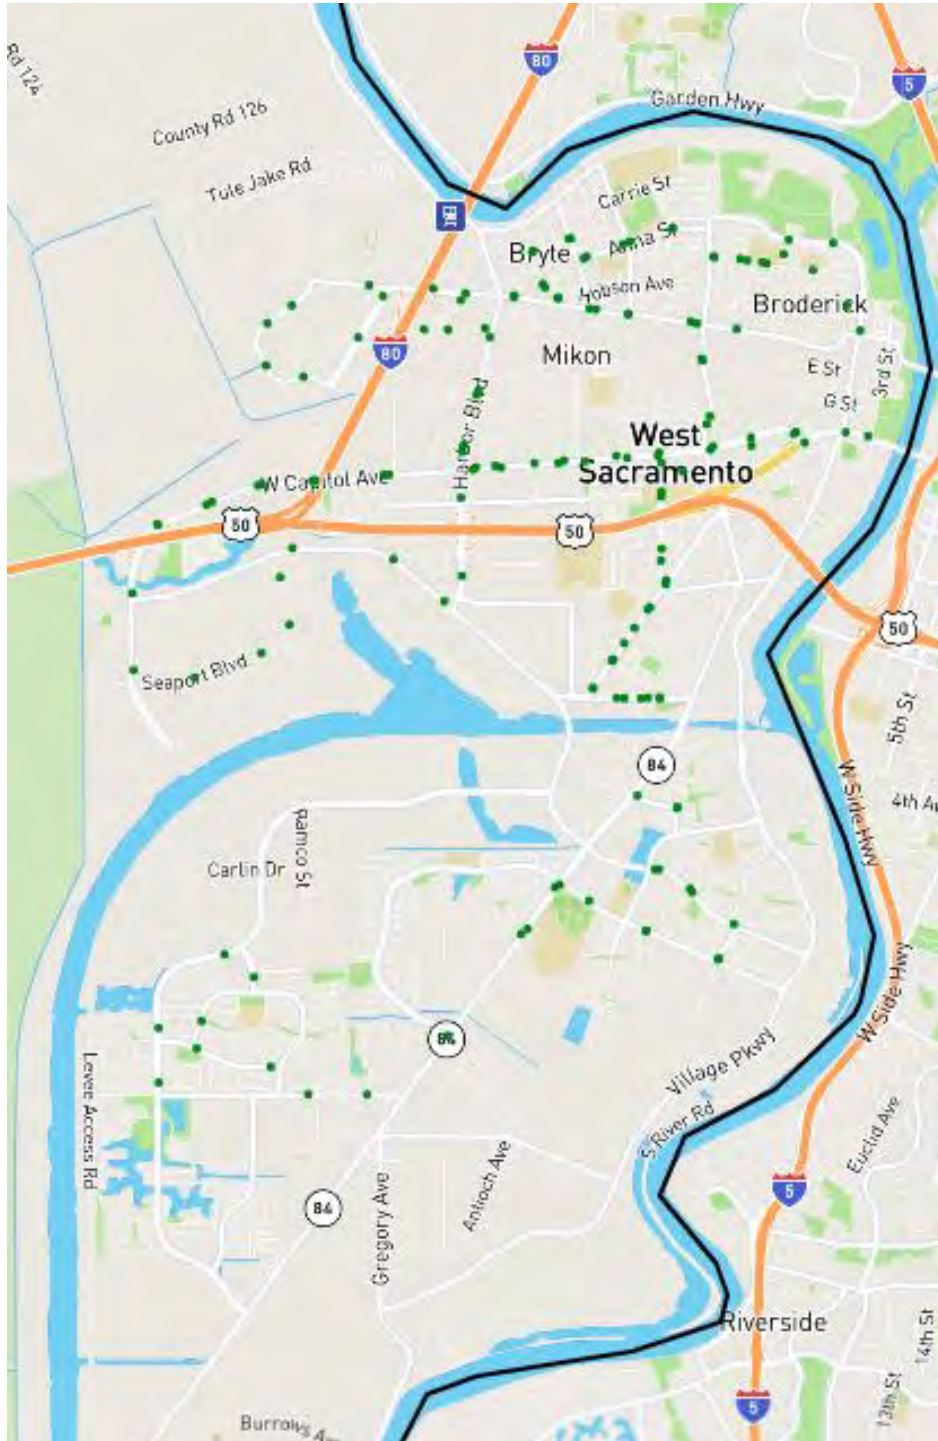 Rd 124
80
5
Garden Hwy
County Rd 126
Tule Jake Rd
Carrie St
Bryte
Anna St
Hobson Ave
Broderick
80
Mikon
E St
3rd St
G St
Harbor Blvd
West
Sacramento
W Capitol Ave
50
50
50
Seaport Blvd
5th St
84
W Side Hwy
4th Av
Ramco St
Carlin Dr
W Side Hwy
84
Levee Access Rd
Village Pkwy
S River Rd
Euclid Ave
Antioch Ave
5
84
Gregory Ave
Riverside
14th St
13th St
5
Burrows Av